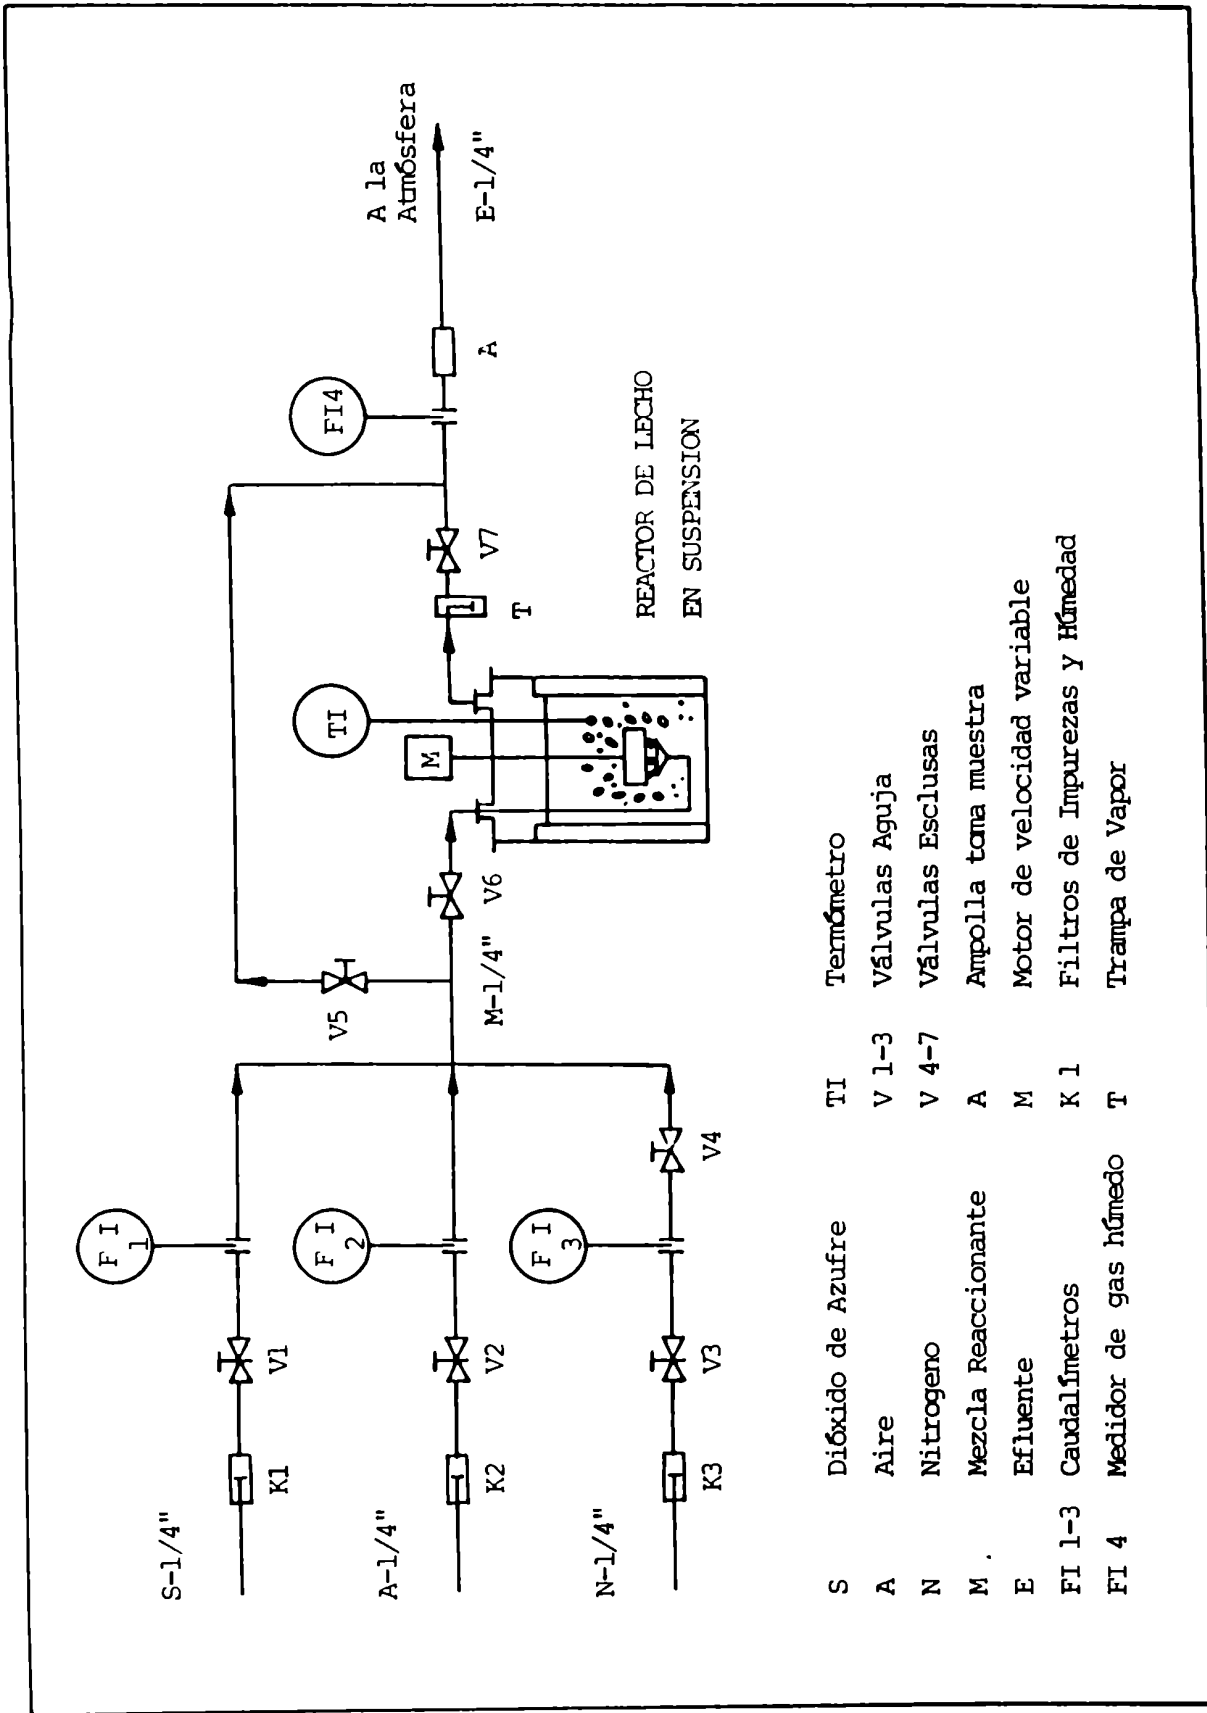 S-1/4"
K1
V1
F I
1
A-1/4"
K2
V2
F I
2
N-1/4"
K3
V3
F I
3
V4
V5
M-1/4"
V6
M
TI
T
V7
FI4
A
A la
Atmósfera
E-1/4"
REACTOR DE LECHO
EN SUSPENSION
S Dióxido de Azufre TI Termómetro
A Aire V 1-3 Válvulas Aguja
N Nitrogeno V 4-7 Válvulas Esclusas
M . Mezcla Reaccionante A Ampolla toma muestra
E Efluente M Motor de velocidad variable
FI 1-3 Caudalímetros K 1 Filtros de Impurezas y Húmedad
FI 4 Medidor de gas húmedo T Trampa de Vapor